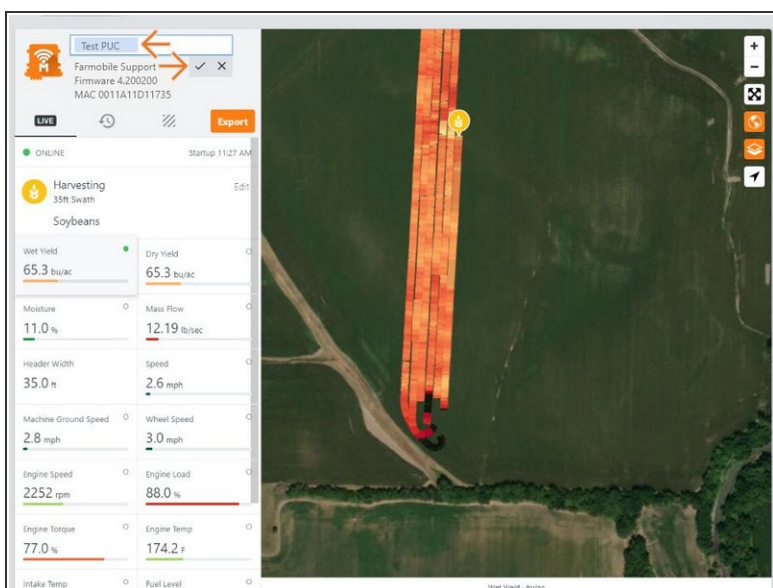 Test PUC
Farmobile Support
Firmware 4.200200
MAC 0011A11D11735
LIVE
Export
ONLINE Startup 11:27 AM
Harvesting Edit
35ft Swath
Soybeans
Wet Yield Dry Yield
65.3 bu/ac 65.3 bu/ac
Moisture Mass Flow
11.0 % 12.19 lb/sec
Header Width Speed
35.0 ft 2.6 mph
Machine Ground Speed Wheel Speed
2.8 mph 3.0 mph
Engine Speed Engine Load
2252 rpm 88.0 %
Engine Torque Engine Temp
77.0 % 174.2 F
Intake Temp Fuel Level
Wet Yield - bu/ac